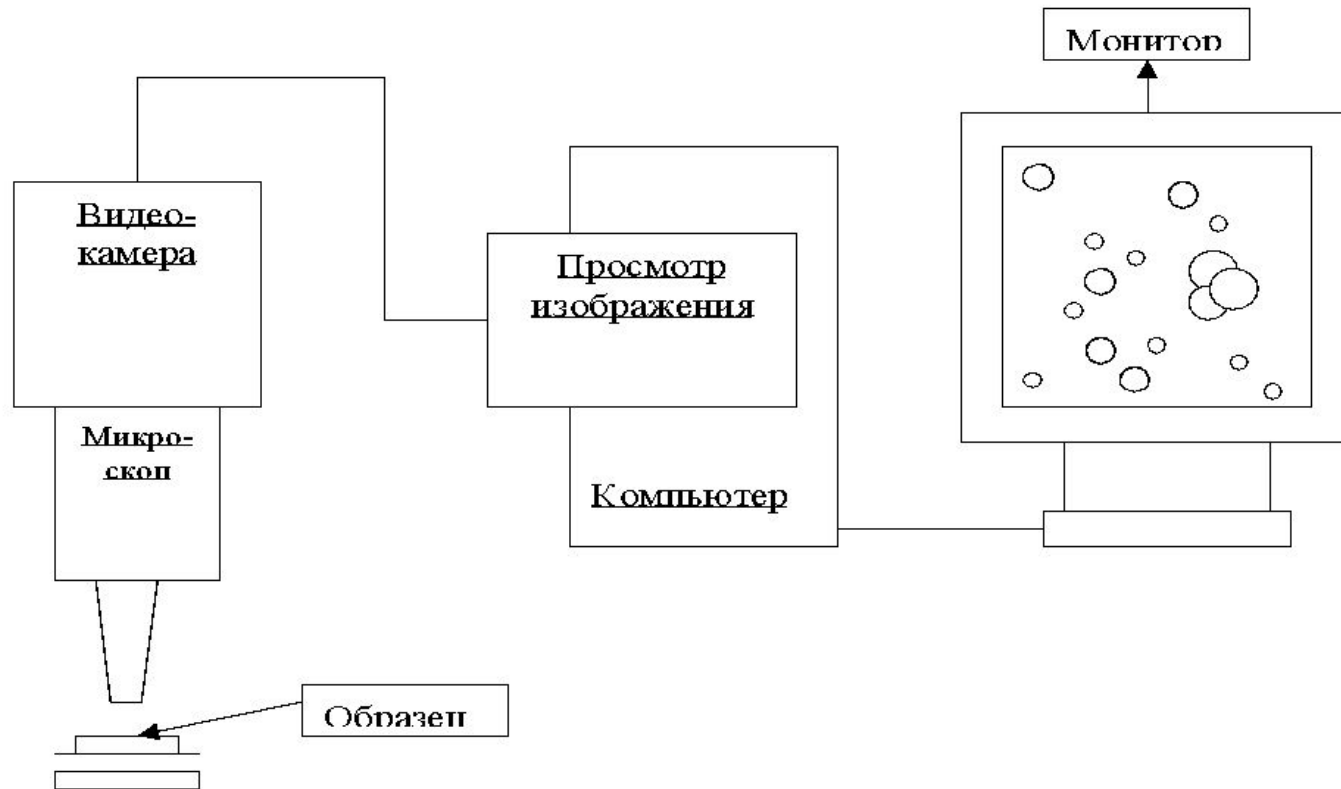 Монитор
Видео-
камера
Просмотр
изображения
Микро-
скоп
Компьютер
Образец